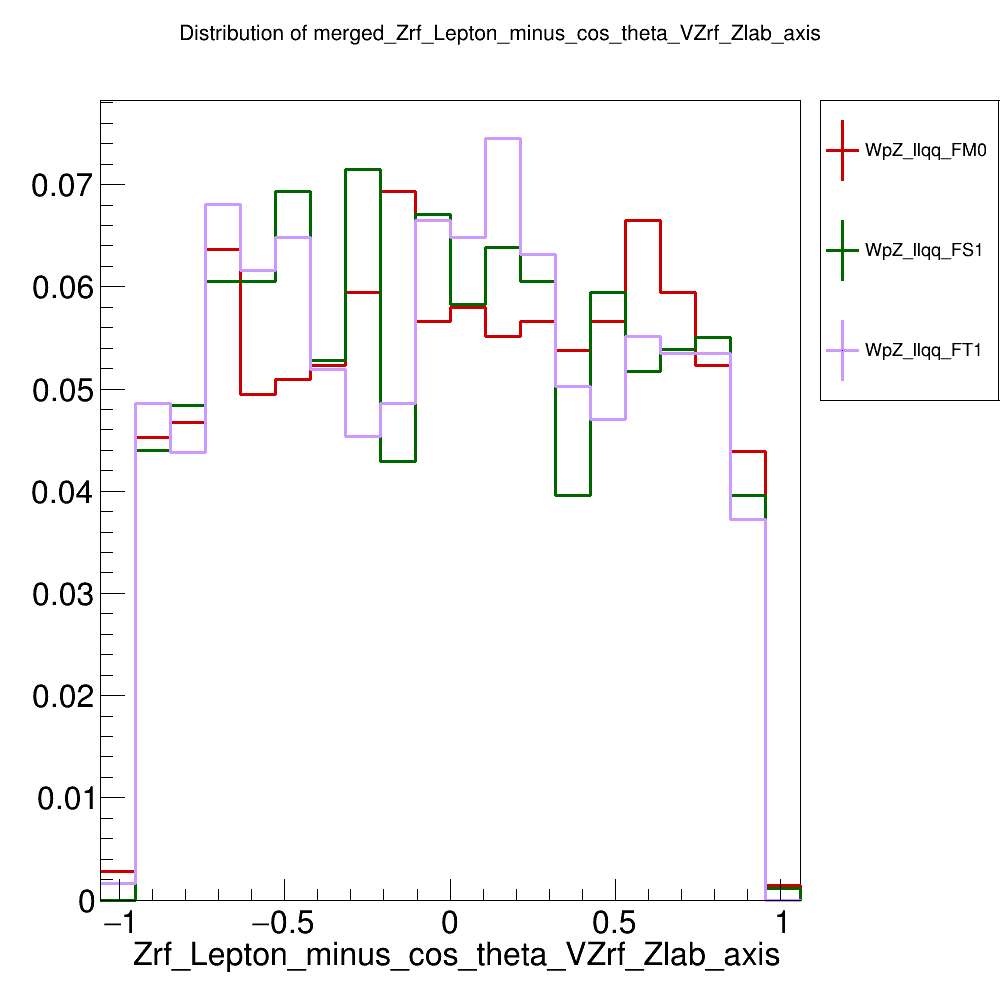 Distribution of merged_Zrf_Lepton_minus_cos_theta_VZrf_Zlab_axis
WpZ_llqq_FM0
WpZ_llqq_FS1
WpZ_llqq_FT1
0.07
0.06
0.05
0.04
0.03
0.02
0.01
0
−1 −0.5 0 0.5 1
Zrf_Lepton_minus_cos_theta_VZrf_Zlab_axis